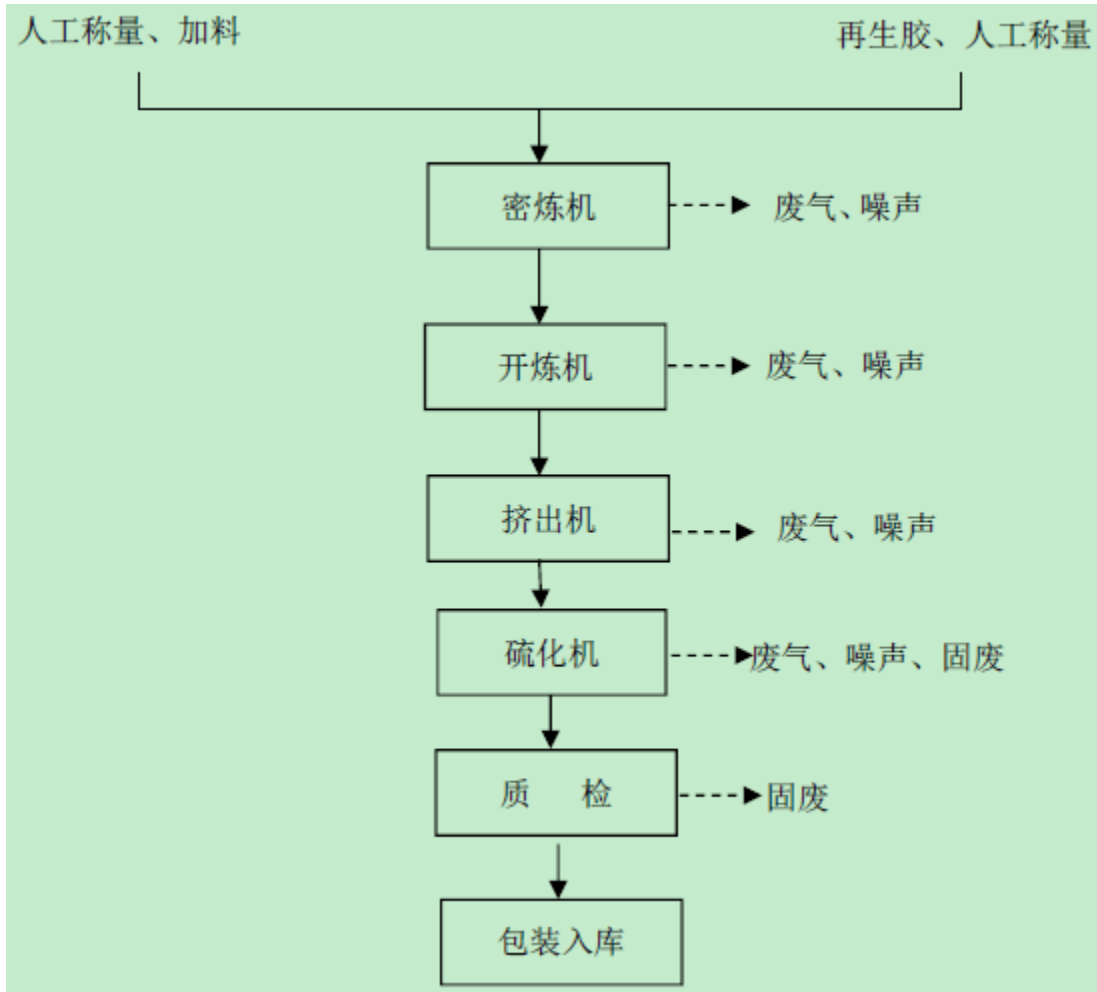 人工称量、加料
再生胶、人工称量
密炼机
废气、噪声
开炼机
废气、噪声
挤出机
废气、噪声
硫化机
废气、噪声、固废
质 检
固废
包装入库